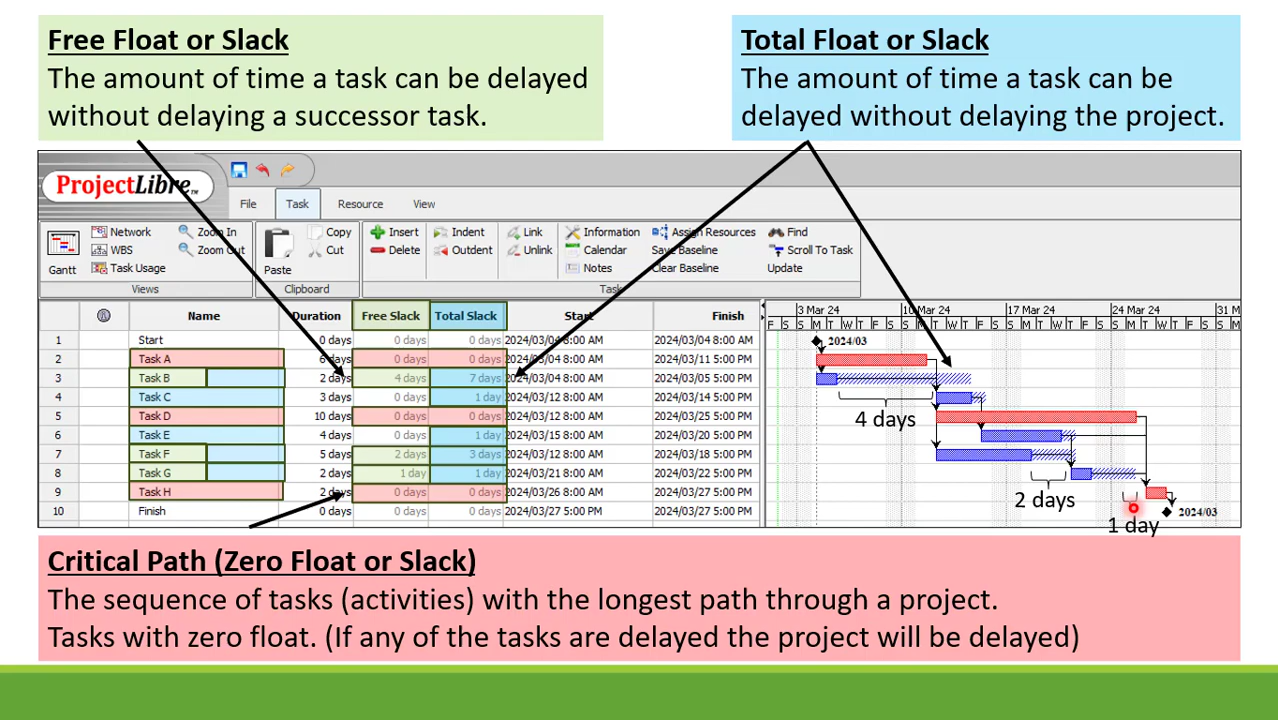 Free Float or Slack
The amount of time a task can be delayed
without delaying a successor task.
Total Float or Slack
The amount of time a task can be
delayed without delaying the project.
ProjectLibre™
File Task Resource View
Network Zoom In Copy Insert Indent Link Information Assign Resources Find
WBS Zoom Out Cut Delete Outdent Unlink Calendar Save Baseline Scroll To Task
Gantt Task Usage Paste Notes Clear Baseline Update
Views Clipboard Task
Name Duration Free Slack Total Slack Start Finish
3 Mar 24 10 Mar 24 17 Mar 24 24 Mar 24 31 M
F S S M T W T F S S M T W T F S S M T W T F S S M T W T F S S M
1 Start 0 days 0 days 0 days 2024/03/04 8:00 AM 2024/03/04 8:00 AM 2024/03
2 Task A 6 days 0 days 0 days 2024/03/04 8:00 AM 2024/03/11 5:00 PM
3 Task B 2 days 4 days 7 days 2024/03/04 8:00 AM 2024/03/05 5:00 PM
4 Task C 3 days 0 days 1 day 2024/03/12 8:00 AM 2024/03/14 5:00 PM
4 days
5 Task D 10 days 0 days 0 days 2024/03/12 8:00 AM 2024/03/25 5:00 PM
6 Task E 4 days 0 days 1 day 2024/03/15 8:00 AM 2024/03/20 5:00 PM
7 Task F 5 days 2 days 3 days 2024/03/12 8:00 AM 2024/03/18 5:00 PM
8 Task G 2 days 1 day 1 day 2024/03/21 8:00 AM 2024/03/22 5:00 PM
9 Task H 2 days 0 days 0 days 2024/03/26 8:00 AM 2024/03/27 5:00 PM
2 days
10 Finish 0 days 0 days 0 days 2024/03/27 5:00 PM 2024/03/27 5:00 PM 2024/03
1 day
Critical Path (Zero Float or Slack)
The sequence of tasks (activities) with the longest path through a project.
Tasks with zero float. (If any of the tasks are delayed the project will be delayed)